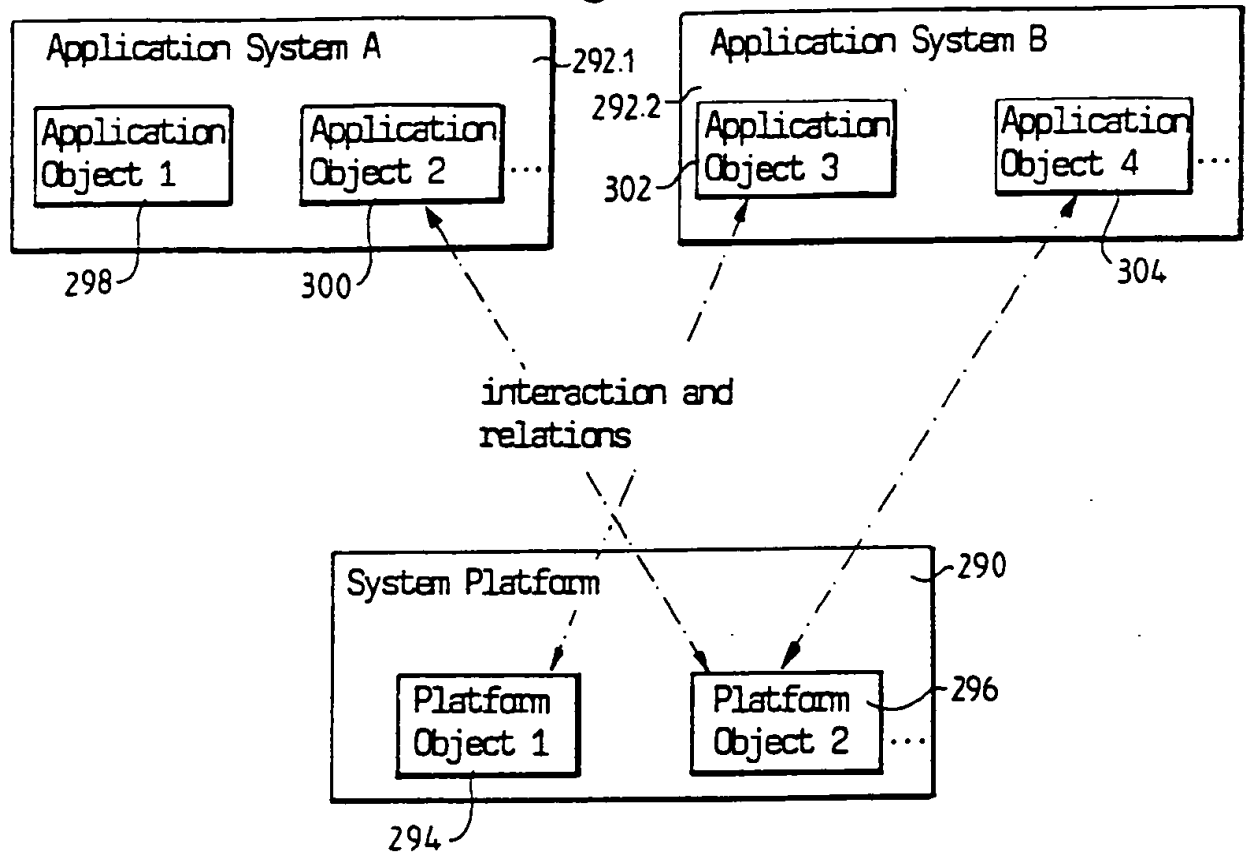 Application System A
292.1
Application
Object 1
Application
Object 2
....
298
300
Application System B
292.2
Application
Object 3
302
Application
Object 4
...
304
interaction and
relations
System Platform
290
Platform
Object 1
294
Platform
Object 2
...
296